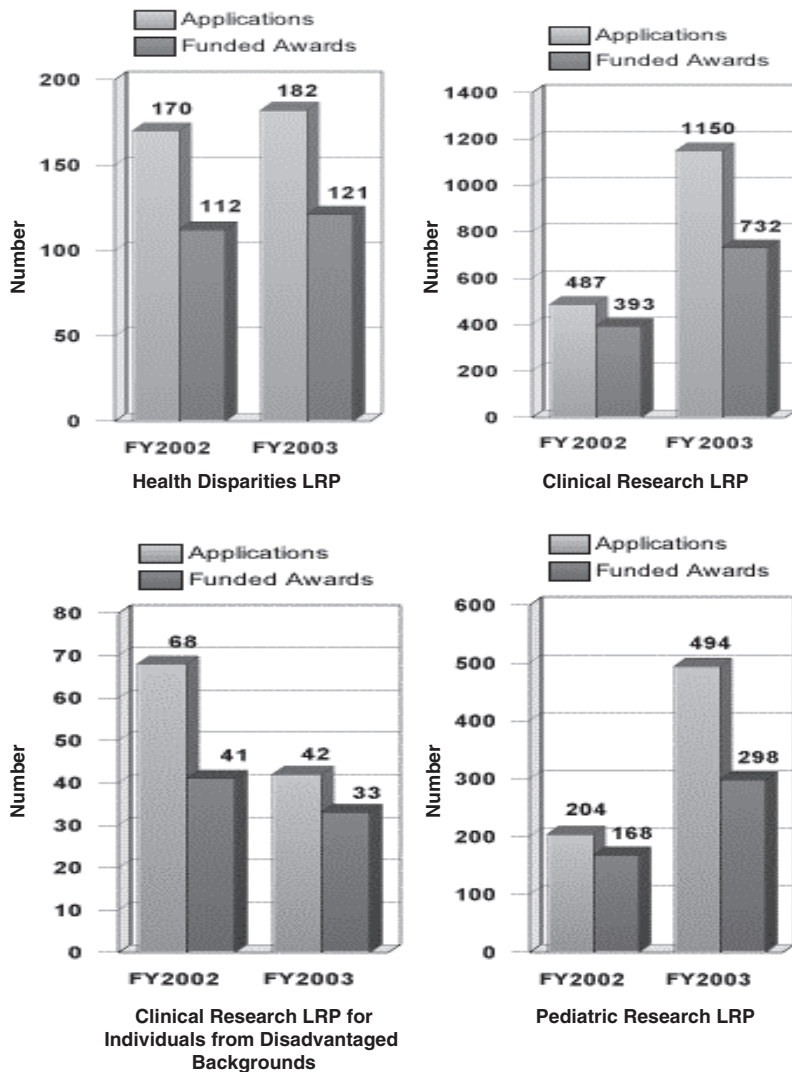 Applications
Funded Awards
200
150
100
50
0
Number
170
112
182
121
FY2002 FY2003
Health Disparities LRP
Applications
Funded Awards
1400
1200
1000
800
600
400
200
0
Number
487
393
1150
732
FY 2002 FY 2003
Clinical Research LRP
Applications
Funded Awards
80
70
60
50
40
30
20
10
0
Number
68
41
42
33
FY2002 FY2003
Clinical Research LRP for
Individuals from Disadvantaged
Backgrounds
Applications
Funded Awards
600
500
400
300
200
100
0
Number
204
168
494
298
FY2002 FY2003
Pediatric Research LRP